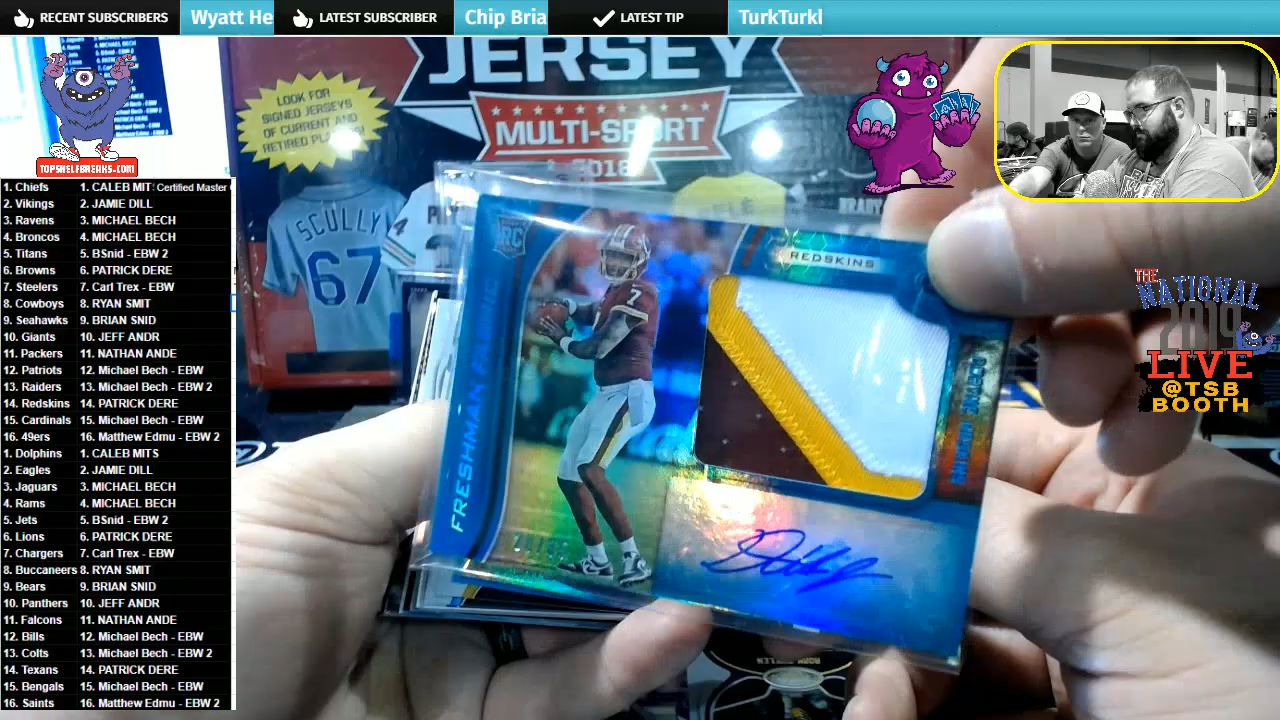 RECENT SUBSCRIBERS
Wyatt He
LATEST SUBSCRIBER
Chip Bria
LATEST TIP
TurkTurkl
TOPSHELFBREAKS.COM
1. Chiefs 1. CALEB MIT: Certified Master
2. Vikings 2. JAMIE DILL
3. Ravens 3. MICHAEL BECH
4. Broncos 4. MICHAEL BECH
5. Titans 5. BSnid - EBW 2
6. Browns 6. PATRICK DERE
7. Steelers 7. Carl Trex - EBW
8. Cowboys 8. RYAN SMIT
9. Seahawks 9. BRIAN SNID
10. Giants 10. JEFF ANDR
11. Packers 11. NATHAN ANDE
12. Patriots 12. Michael Bech - EBW
13. Raiders 13. Michael Bech - EBW 2
14. Redskins 14. PATRICK DERE
15. Cardinals 15. Michael Bech - EBW
16. 49ers 16. Matthew Edmu - EBW 2
1. Dolphins 1. CALEB MITS
2. Eagles 2. JAMIE DILL
3. Jaguars 3. MICHAEL BECH
4. Rams 4. MICHAEL BECH
5. Jets 5. BSnid - EBW 2
6. Lions 6. PATRICK DERE
7. Chargers 7. Carl Trex - EBW
8. Buccaneers 8. RYAN SMIT
9. Bears 9. BRIAN SNID
10. Panthers 10. JEFF ANDR
11. Falcons 11. NATHAN ANDE
12. Bills 12. Michael Bech - EBW
13. Colts 13. Michael Bech - EBW 2
14. Texans 14. PATRICK DERE
15. Bengals 15. Michael Bech - EBW
16. Saints 16. Matthew Edmu - EBW 2
JERSEY
MULTI-SPORT
2018
LOOK FOR
SIGNED JERSEYS
OF CURRENT AND
RETIRED
SCULLY
67
RC
REDSKINS
7
FRESHMAN
THE
NATIONAL
2019
LIVE
@TSB
BOOTH